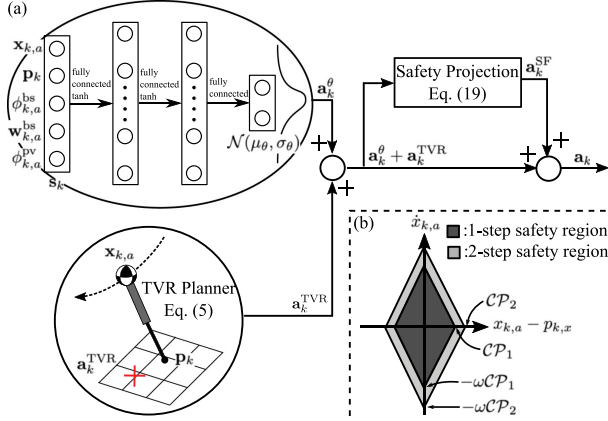 (a)
x_{k,a}
p_k
ϕ^{bs}_{k,a}
w^{bs}_{k,a}
ϕ^{pv}_{k,a}
s_k
fully
connected
tanh
fully
connected
tanh
fully
connected
N(μ_θ, σ_θ)
a^θ_k
Safety Projection
Eq. (19)
a^{SF}_k
+
+
a^θ_k + a^{TVR}_k
+
+
a_k
x_{k,a}
TVR Planner
Eq. (5)
a^{TVR}_k
p_k
a^{TVR}_k
(b)
ẋ_{k,a}
:1-step safety region
:2-step safety region
CP_2
x_{k,a} − p_{k,x}
CP_1
−ωCP_1
−ωCP_2